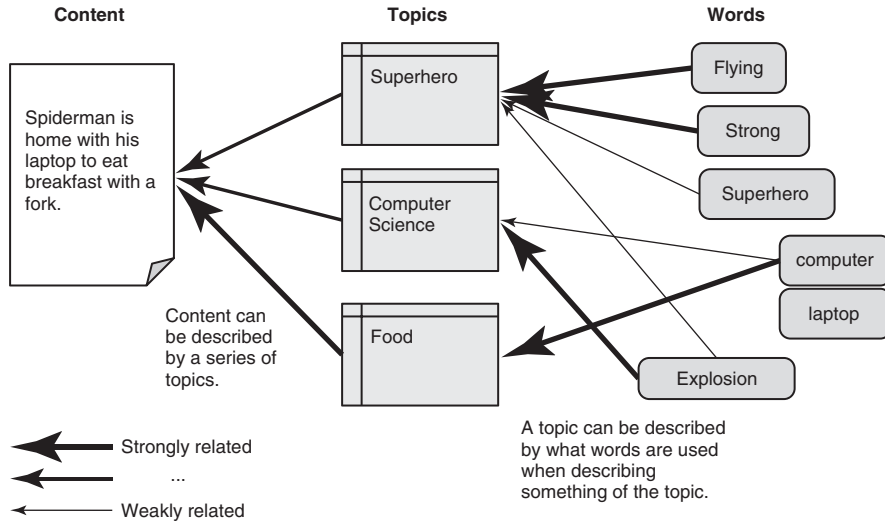 Content
Topics
Words
Spiderman is
home with his
laptop to eat
breakfast with a
fork.
Superhero
Computer
Science
Food
Flying
Strong
Superhero
computer
laptop
Explosion
Content can
be described
by a series of
topics.
A topic can be described
by what words are used
when describing
something of the topic.
Strongly related
...
Weakly related